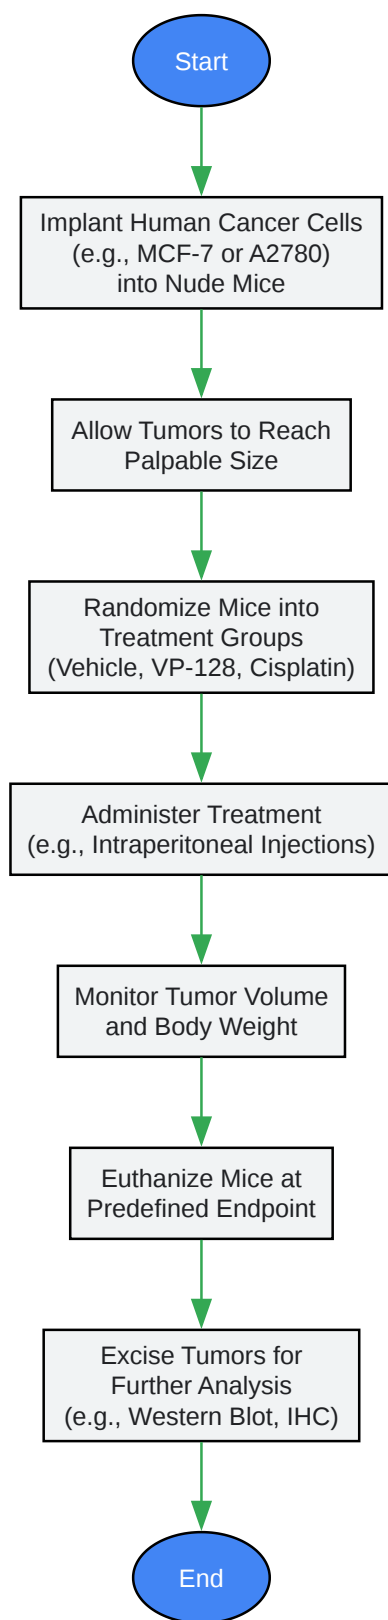 Start
Implant Human Cancer Cells
(e.g., MCF-7 or A2780)
into Nude Mice
Allow Tumors to Reach
Palpable Size
Randomize Mice into
Treatment Groups
(Vehicle, VP-128, Cisplatin)
Administer Treatment
(e.g., Intraperitoneal Injections)
Monitor Tumor Volume
and Body Weight
Euthanize Mice at
Predefined Endpoint
Excise Tumors for
Further Analysis
(e.g., Western Blot, IHC)
End